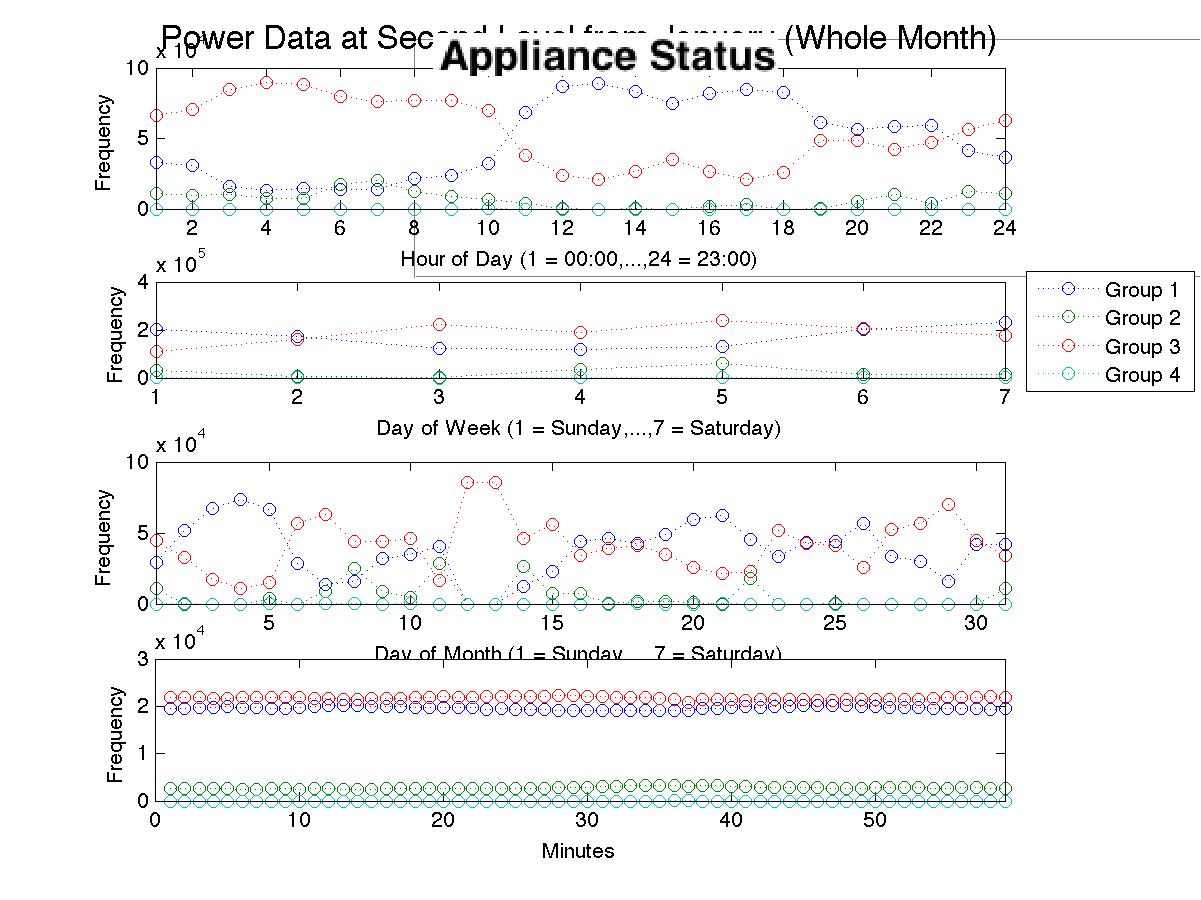 Power Data at Second Level from January (Whole Month)
Appliance Status
x 10
10
5
0
Frequency
2 4 6 8 10 12 14 16 18 20 22 24
Hour of Day (1 = 00:00,...,24 = 23:00)
x 10^5
4
2
0
Frequency
1 2 3 4 5 6 7
Day of Week (1 = Sunday,...,7 = Saturday)
Group 1
Group 2
Group 3
Group 4
x 10^4
10
5
0
Frequency
5 10 15 20 25 30
Day of Month (1 = Sunday 7 = Saturday)
x 10^4
3
2
1
0
Frequency
0 10 20 30 40 50
Minutes